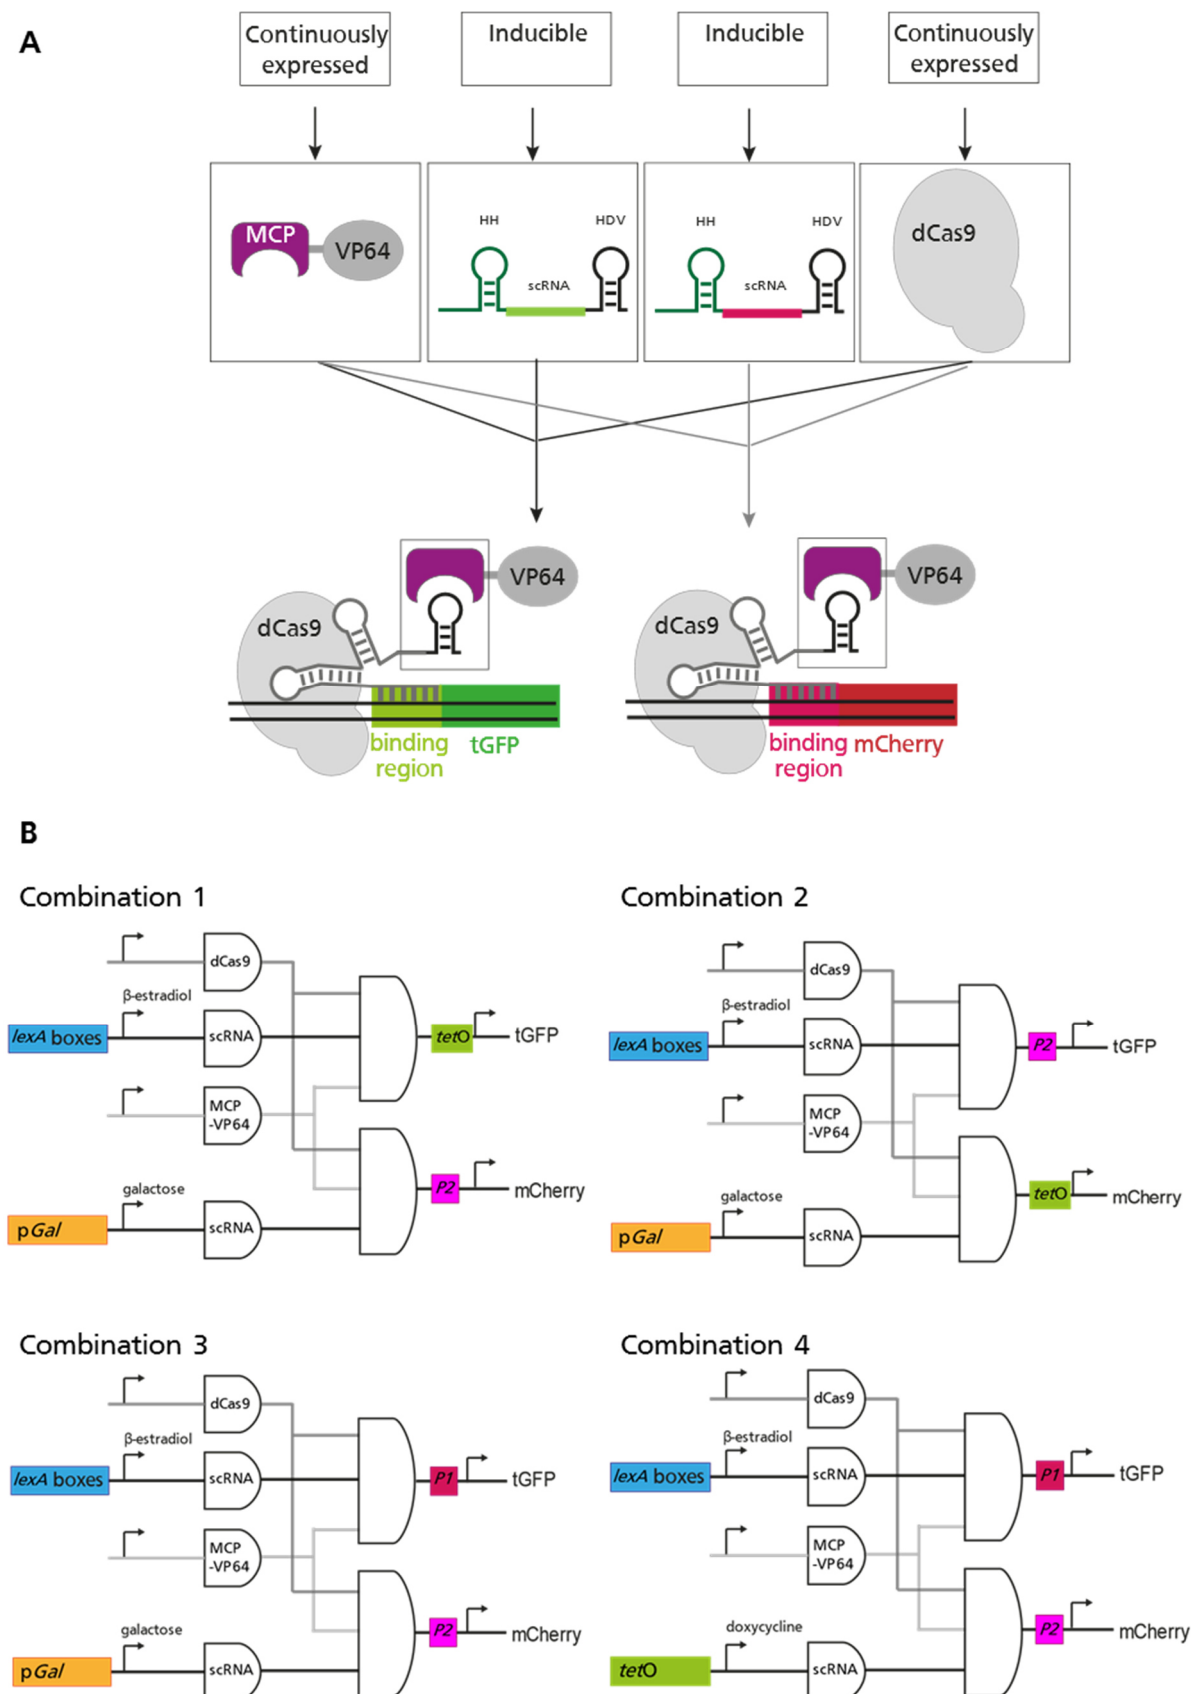 A
Continuously
expressed
Inducible
Inducible
Continuously
expressed
MCP
VP64
HH
HDV
scRNA
HH
HDV
scRNA
dCas9
VP64
dCas9
binding
region
tGFP
VP64
dCas9
binding
region
mCherry
B
Combination 1
dCas9
β-estradiol
lexA boxes
scRNA
tetO
tGFP
MCP
-VP64
galactose
P2
mCherry
pGal
scRNA
Combination 2
dCas9
β-estradiol
lexA boxes
scRNA
P2
tGFP
MCP
-VP64
galactose
tetO
mCherry
pGal
scRNA
Combination 3
dCas9
β-estradiol
lexA boxes
scRNA
P1
tGFP
MCP
-VP64
galactose
P2
mCherry
pGal
scRNA
Combination 4
dCas9
β-estradiol
lexA boxes
scRNA
P1
tGFP
MCP
-VP64
doxycycline
P2
mCherry
tetO
scRNA